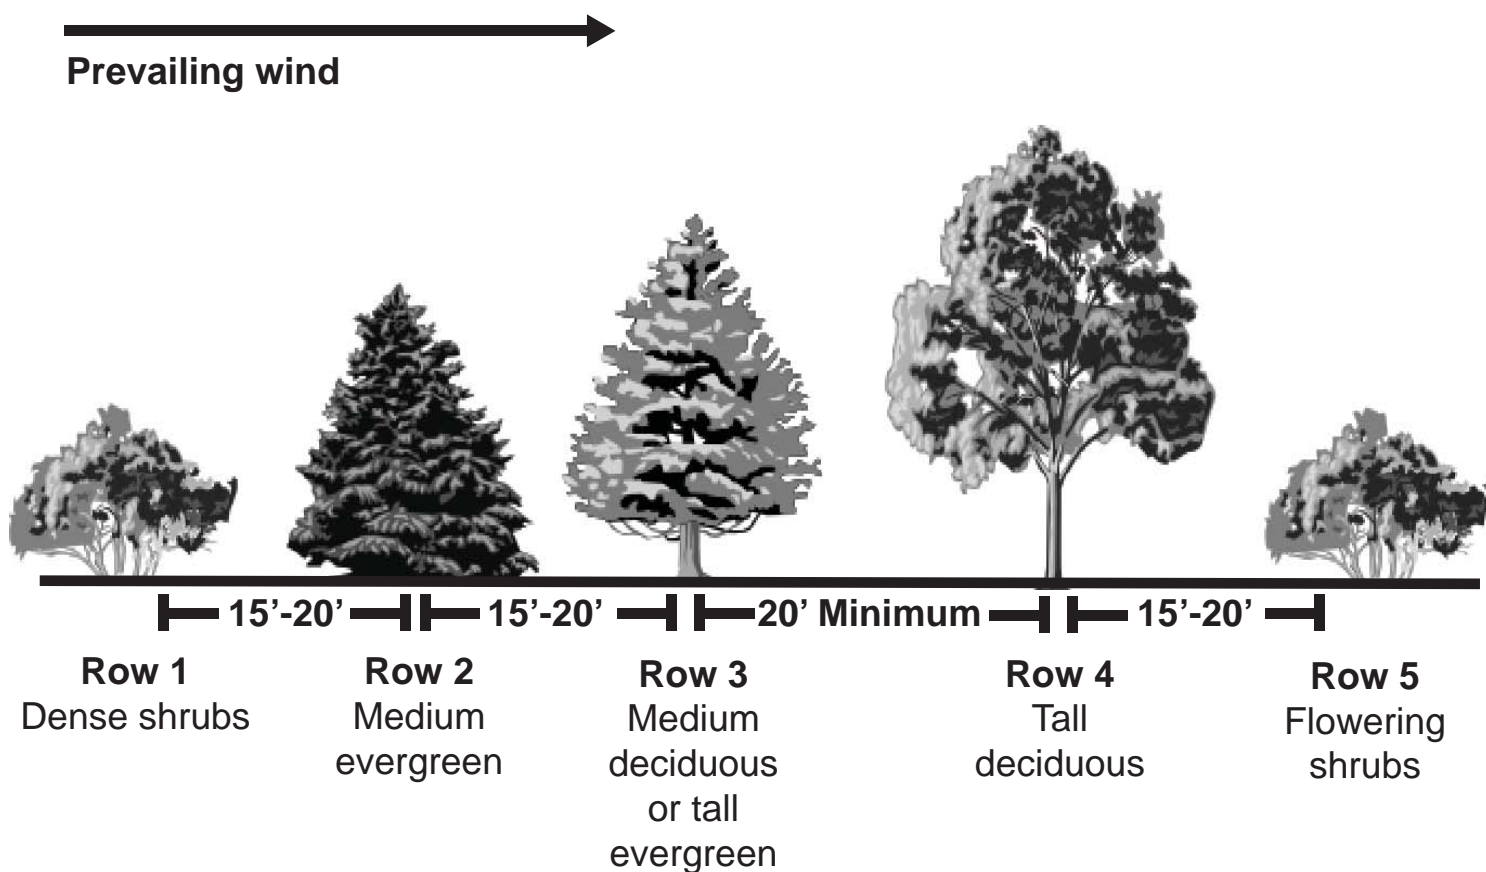 Prevailing wind
15’-20’
15’-20’
20’ Minimum
15’-20’
Row 1
Dense shrubs
Row 2
Medium
evergreen
Row 3
Medium
deciduous
or tall
evergreen
Row 4
Tall
deciduous
Row 5
Flowering
shrubs